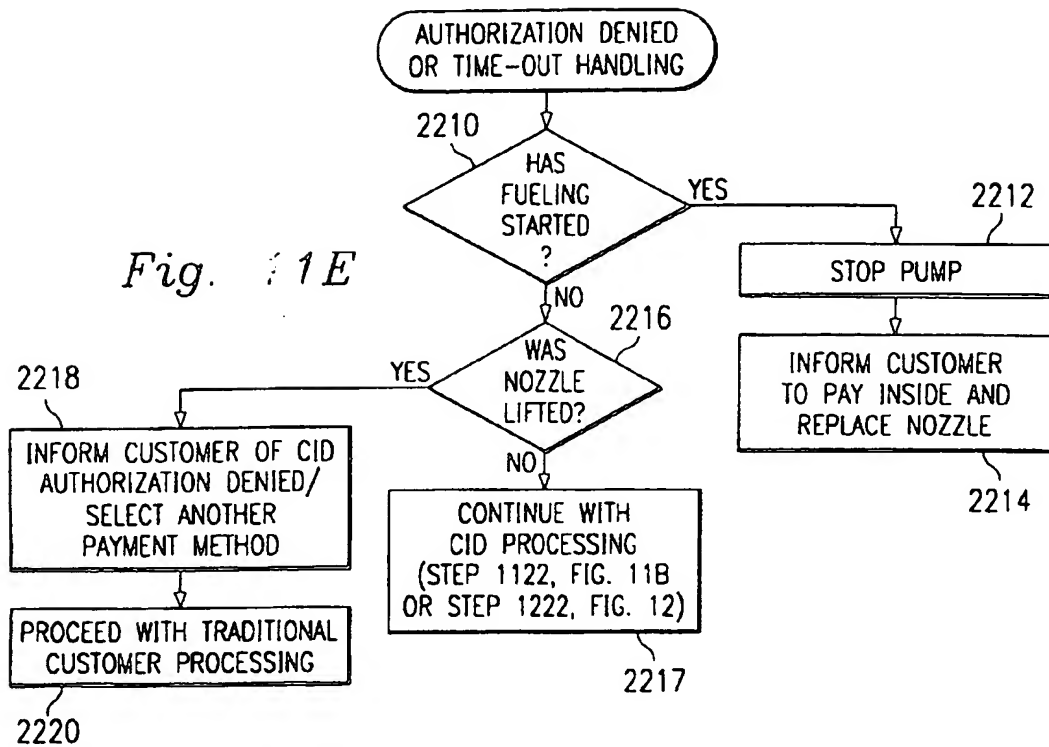 AUTHORIZATION DENIED
OR TIME-OUT HANDLING
2210
HAS
FUELING
STARTED
?
YES
2212
STOP PUMP
Fig. 11E
NO
2216
WAS
NOZZLE
LIFTED?
YES
2218
INFORM CUSTOMER
TO PAY INSIDE AND
REPLACE NOZZLE
2214
INFORM CUSTOMER OF CID
AUTHORIZATION DENIED/
SELECT ANOTHER
PAYMENT METHOD
NO
CONTINUE WITH
CID PROCESSING
(STEP 1122, FIG. 11B
OR STEP 1222, FIG. 12)
2217
PROCEED WITH TRADITIONAL
CUSTOMER PROCESSING
2220